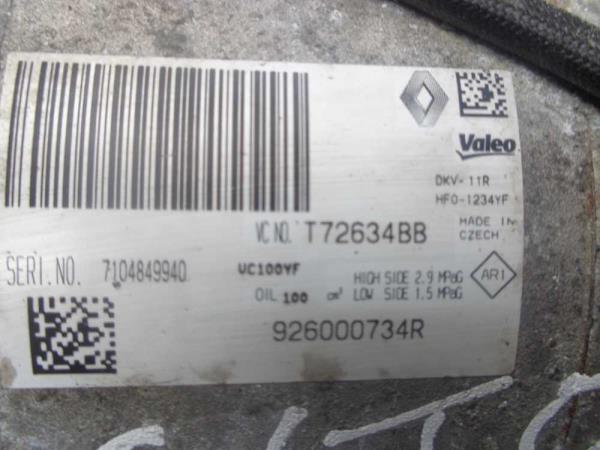 Valeo
DKV-11R
HFO-1234YF
MADE IN
CZECH
VC NO. T72634BB
SERI.NO. 7104849940
VC100YF
OIL 100 cm³
HIGH SIDE 2.9 MPaG
LOW SIDE 1.5 MPaG
AR1
926000734R